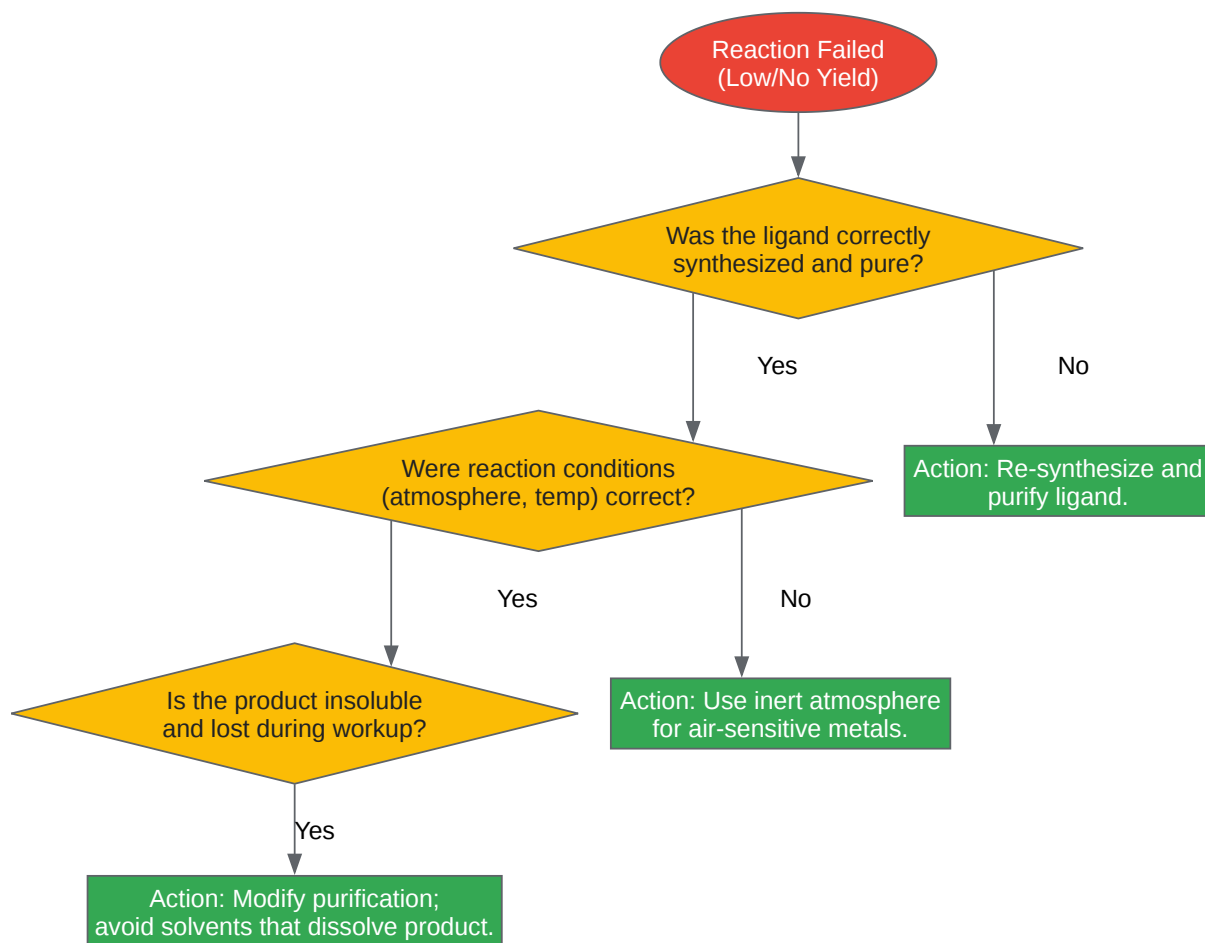 Reaction Failed
(Low/No Yield)
Was the ligand correctly
synthesized and pure?
Yes
No
Were reaction conditions
(atmosphere, temp) correct?
Action: Re-synthesize and
purify ligand.
Yes
No
Is the product insoluble
and lost during workup?
Action: Use inert atmosphere
for air-sensitive metals.
Yes
Action: Modify purification;
avoid solvents that dissolve product.